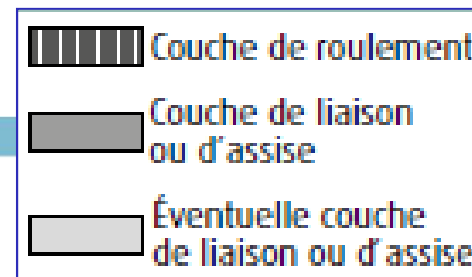 Couche de roulement
Couche de liaison
ou d'assise
Éventuelle couche
de liaison ou d'assise